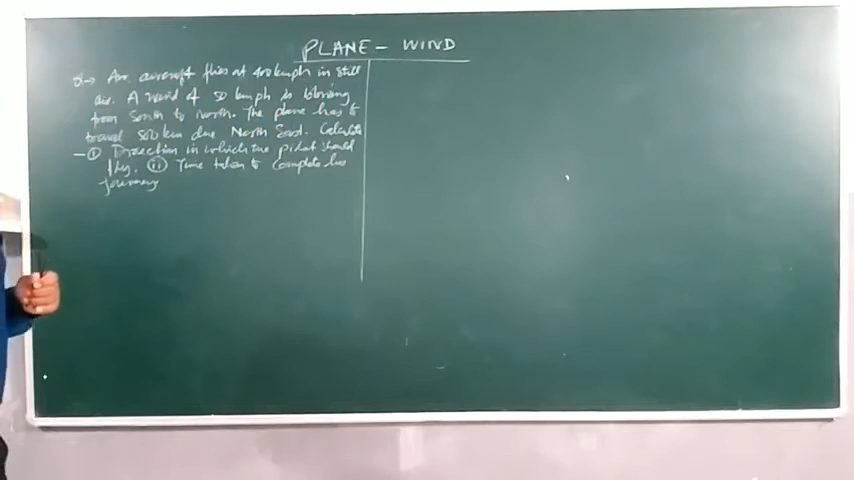 PLANE - WIND
Q1→ An aircraft flies at 400 kmph in still
air. A wind of 50 kmph is blowing
from South to north. The plane has to
travel 500 km due North East. Calculate
- (i) Direction in which the pilot should
fly. (ii) Time taken to complete his
journey